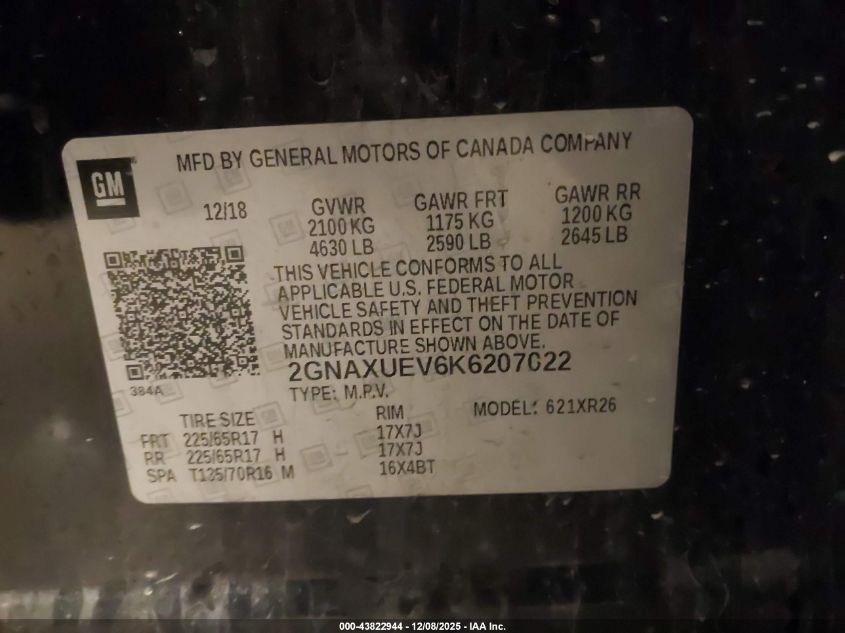 GM
MFD BY GENERAL MOTORS OF CANADA COMPANY
12/18 GVWR GAWR FRT GAWR RR
2100 KG 1175 KG 1200 KG
4630 LB 2590 LB 2645 LB
THIS VEHICLE CONFORMS TO ALL
APPLICABLE U.S. FEDERAL MOTOR
VEHICLE SAFETY AND THEFT PREVENTION
STANDARDS IN EFFECT ON THE DATE OF
MANUFACTURE SHOWN ABOVE.
2GNAXUEV6K6207022
384A
TYPE: M.P.V. MODEL: 621XR26
TIRE SIZE RIM
FRT 225/65R17 H 17X7J
RR 225/65R17 H 17X7J
SPA T135/70R16 M 16X4BT
000-43822944 - 12/08/2025 - IAA Inc.